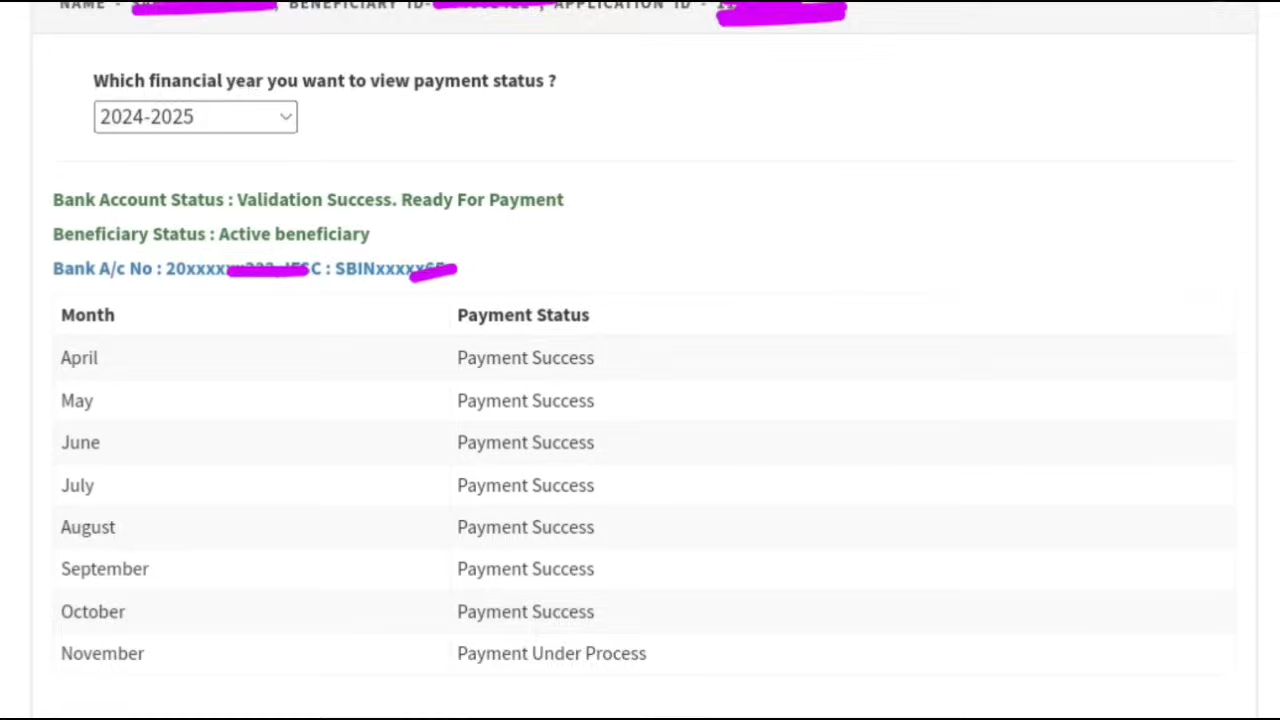 NAME - , BENEFICIARY ID- , APPLICATION ID -
Which financial year you want to view payment status ?
2024-2025
Bank Account Status : Validation Success. Ready For Payment
Beneficiary Status : Active beneficiary
Bank A/c No : 20xxxxx IFSC : SBINxxxxx
Month Payment Status
April Payment Success
May Payment Success
June Payment Success
July Payment Success
August Payment Success
September Payment Success
October Payment Success
November Payment Under Process